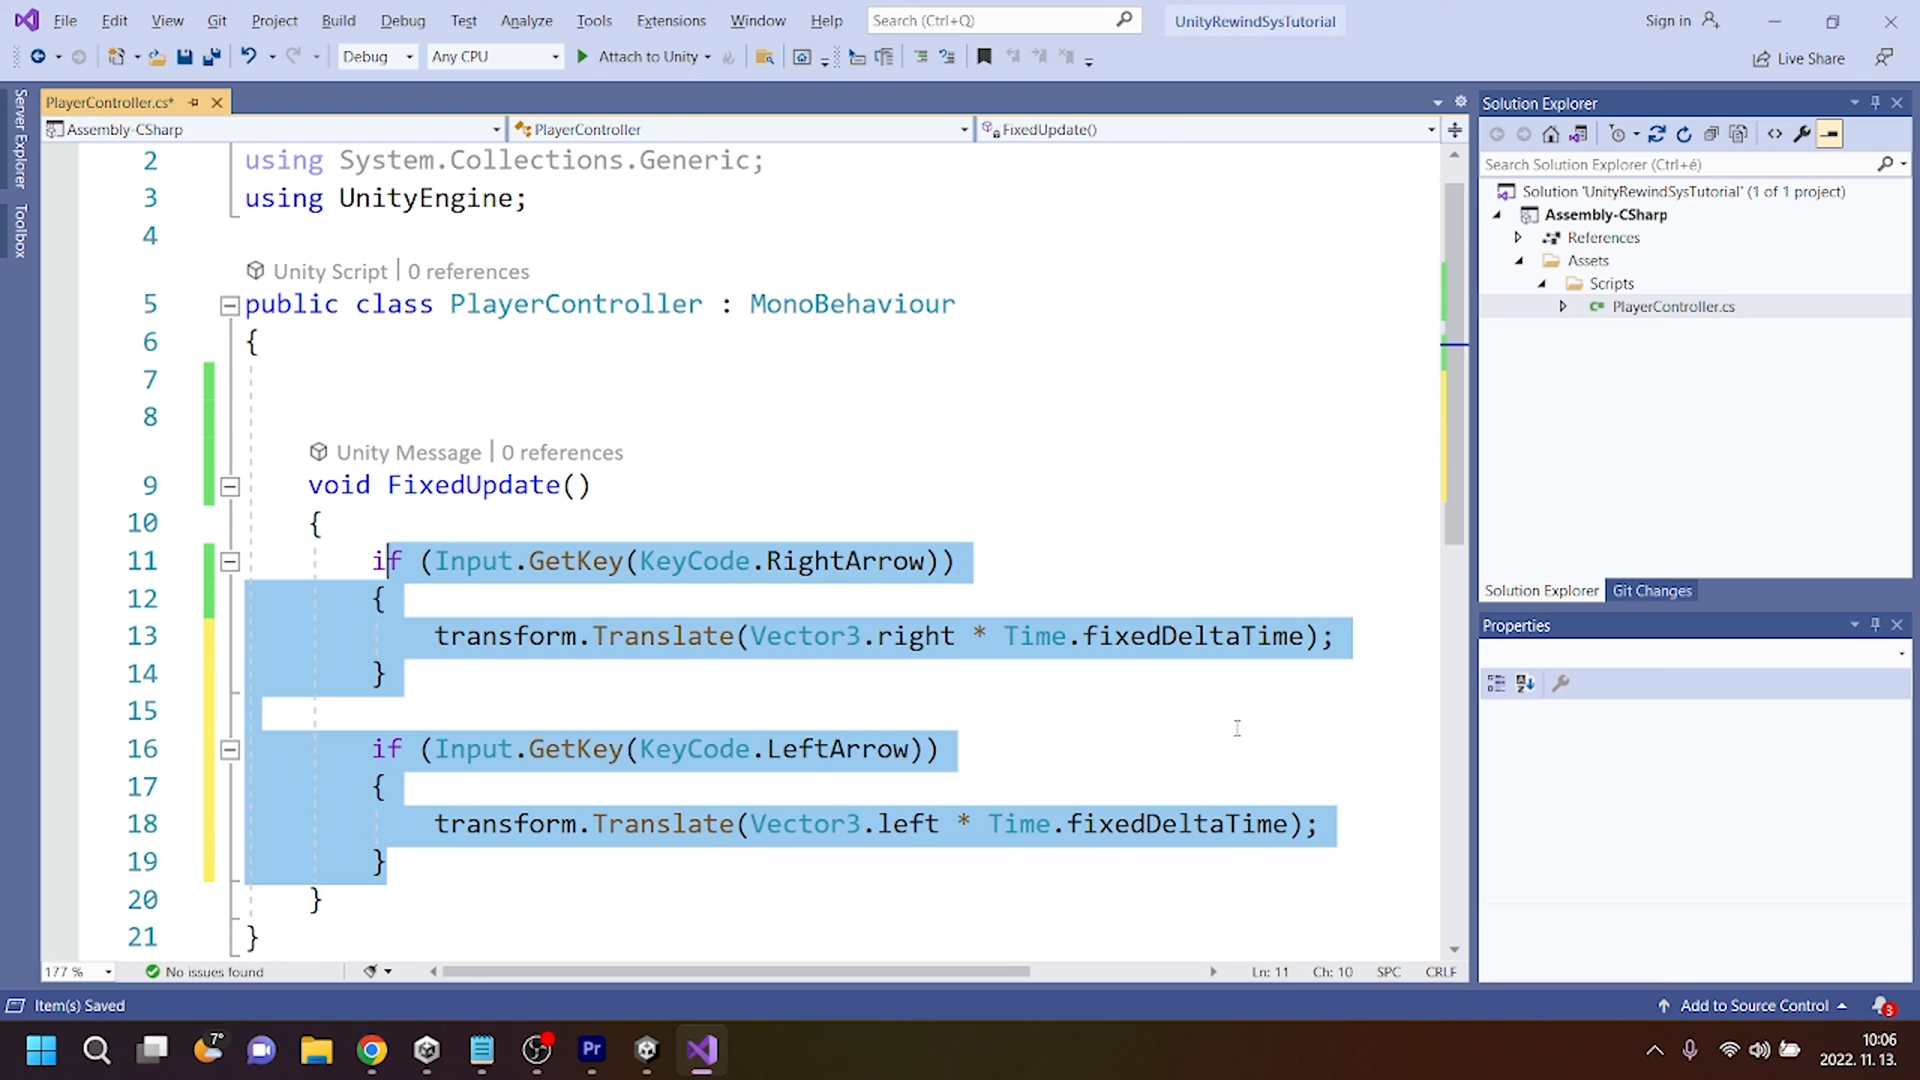 File Edit View Git Project Build Debug Test Analyze Tools Extensions Window Help Search (Ctrl+Q) UnityRewindSysTutorial Sign in
Debug Any CPU Attach to Unity Live Share
Server Explorer
Toolbox
PlayerController.cs*
Assembly-CSharp PlayerController FixedUpdate()
2 using System.Collections.Generic;
3 using UnityEngine;
4
Unity Script | 0 references
5 public class PlayerController : MonoBehaviour
6 {
7
8
Unity Message | 0 references
9 void FixedUpdate()
10 {
11 if (Input.GetKey(KeyCode.RightArrow))
12 {
13 transform.Translate(Vector3.right * Time.fixedDeltaTime);
14 }
15
16 if (Input.GetKey(KeyCode.LeftArrow))
17 {
18 transform.Translate(Vector3.left * Time.fixedDeltaTime);
19 }
20 }
21 }
177 % No issues found Ln: 11 Ch: 10 SPC CRLF
Solution Explorer
Search Solution Explorer (Ctrl+é)
Solution 'UnityRewindSysTutorial' (1 of 1 project)
Assembly-CSharp
References
Assets
Scripts
C# PlayerController.cs
Solution Explorer Git Changes
Properties
Item(s) Saved Add to Source Control 3
7°
Pr
10:06
2022. 11. 13.